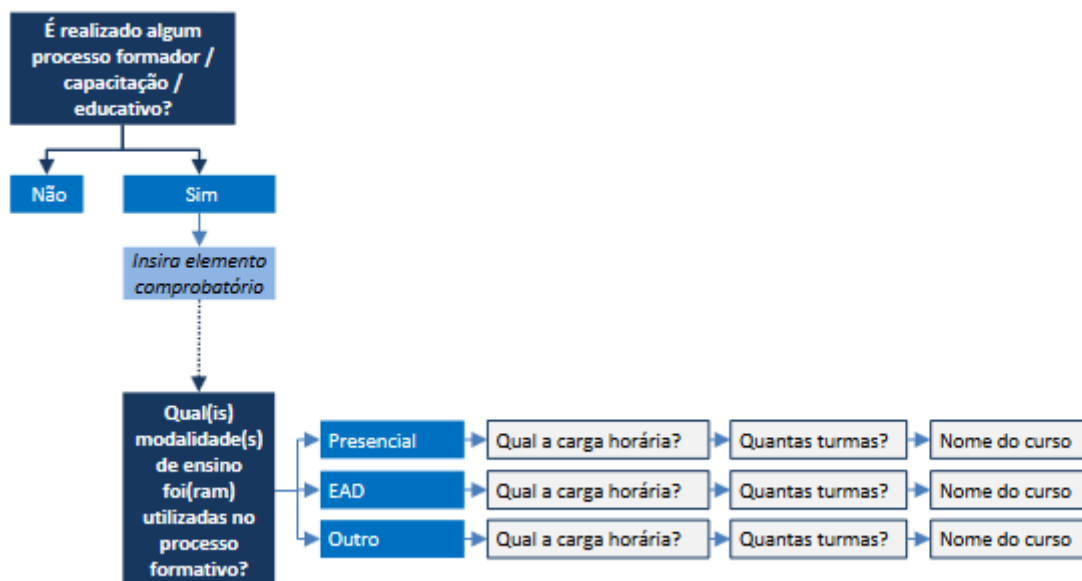 É realizado algum
processo formador /
capacitação /
educativo?
Não
Sim
Insira elemento
comprobatório
Qual(is)
modalidade(s)
de ensino
foi(ram)
utilizadas no
processo
formativo?
Presencial
Qual a carga horária?
Quantas turmas?
Nome do curso
EAD
Qual a carga horária?
Quantas turmas?
Nome do curso
Outro
Qual a carga horária?
Quantas turmas?
Nome do curso